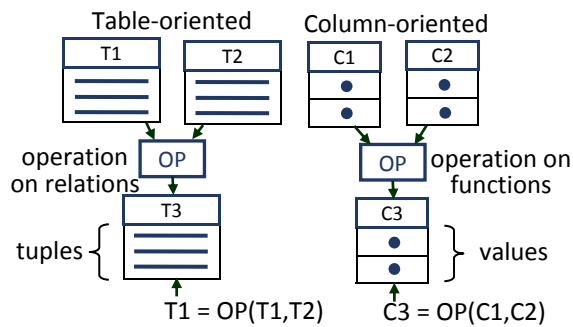 Table-oriented
T1
T2
operation
on relations
OP
T3
tuples
T1 = OP(T1,T2)
Column-oriented
C1
C2
OP
operation on
functions
C3
values
C3 = OP(C1,C2)